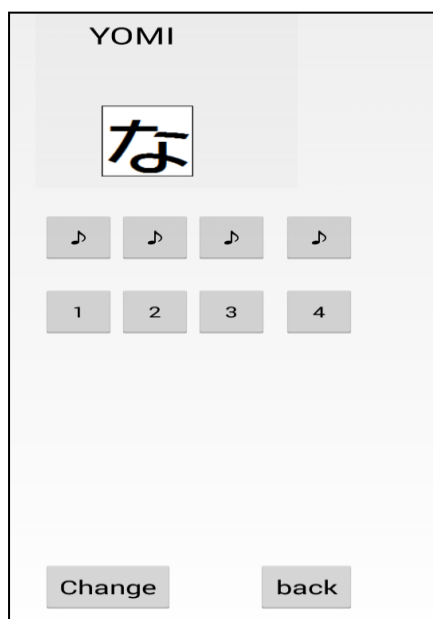 YOMI
な
♪ ♪ ♪ ♪
1 2 3 4
Change back